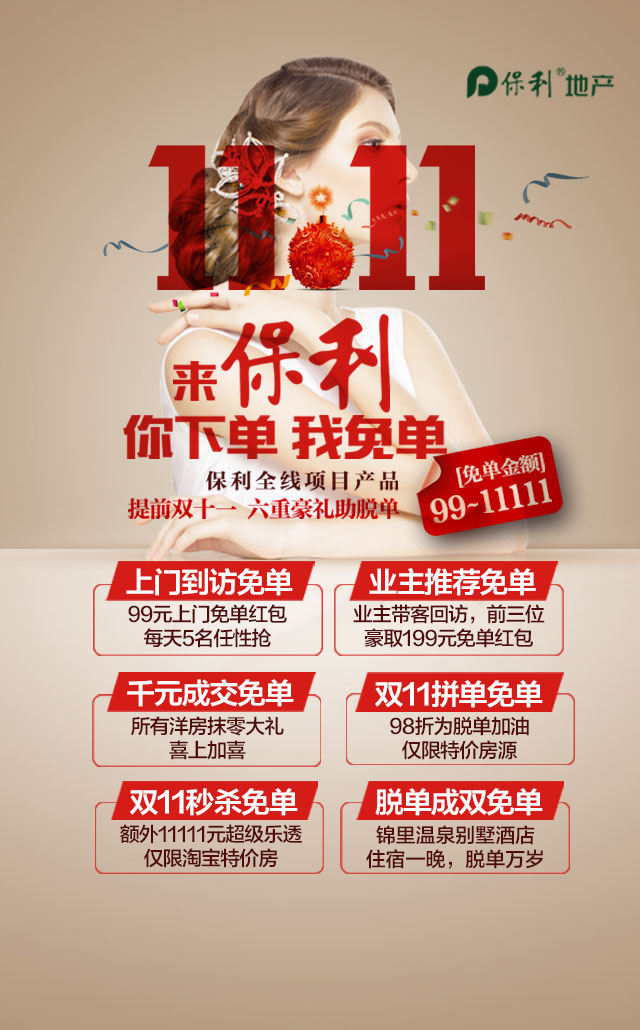 保利®地产
11.11
来保利
你下单 我免单
保利全线项目产品
提前双十一 六重豪礼助脱单
[免单金额]
99~11111
上门到访免单
99元上门免单红包
每天5名任性抢
业主推荐免单
业主带客回访，前三位
豪取199元免单红包
千元成交免单
所有洋房抹零大礼
喜上加喜
双11拼单免单
98折为脱单加油
仅限特价房源
双11秒杀免单
额外11111元超级乐透
仅限淘宝特价房
脱单成双免单
锦里温泉别墅酒店
住宿一晚，脱单万岁